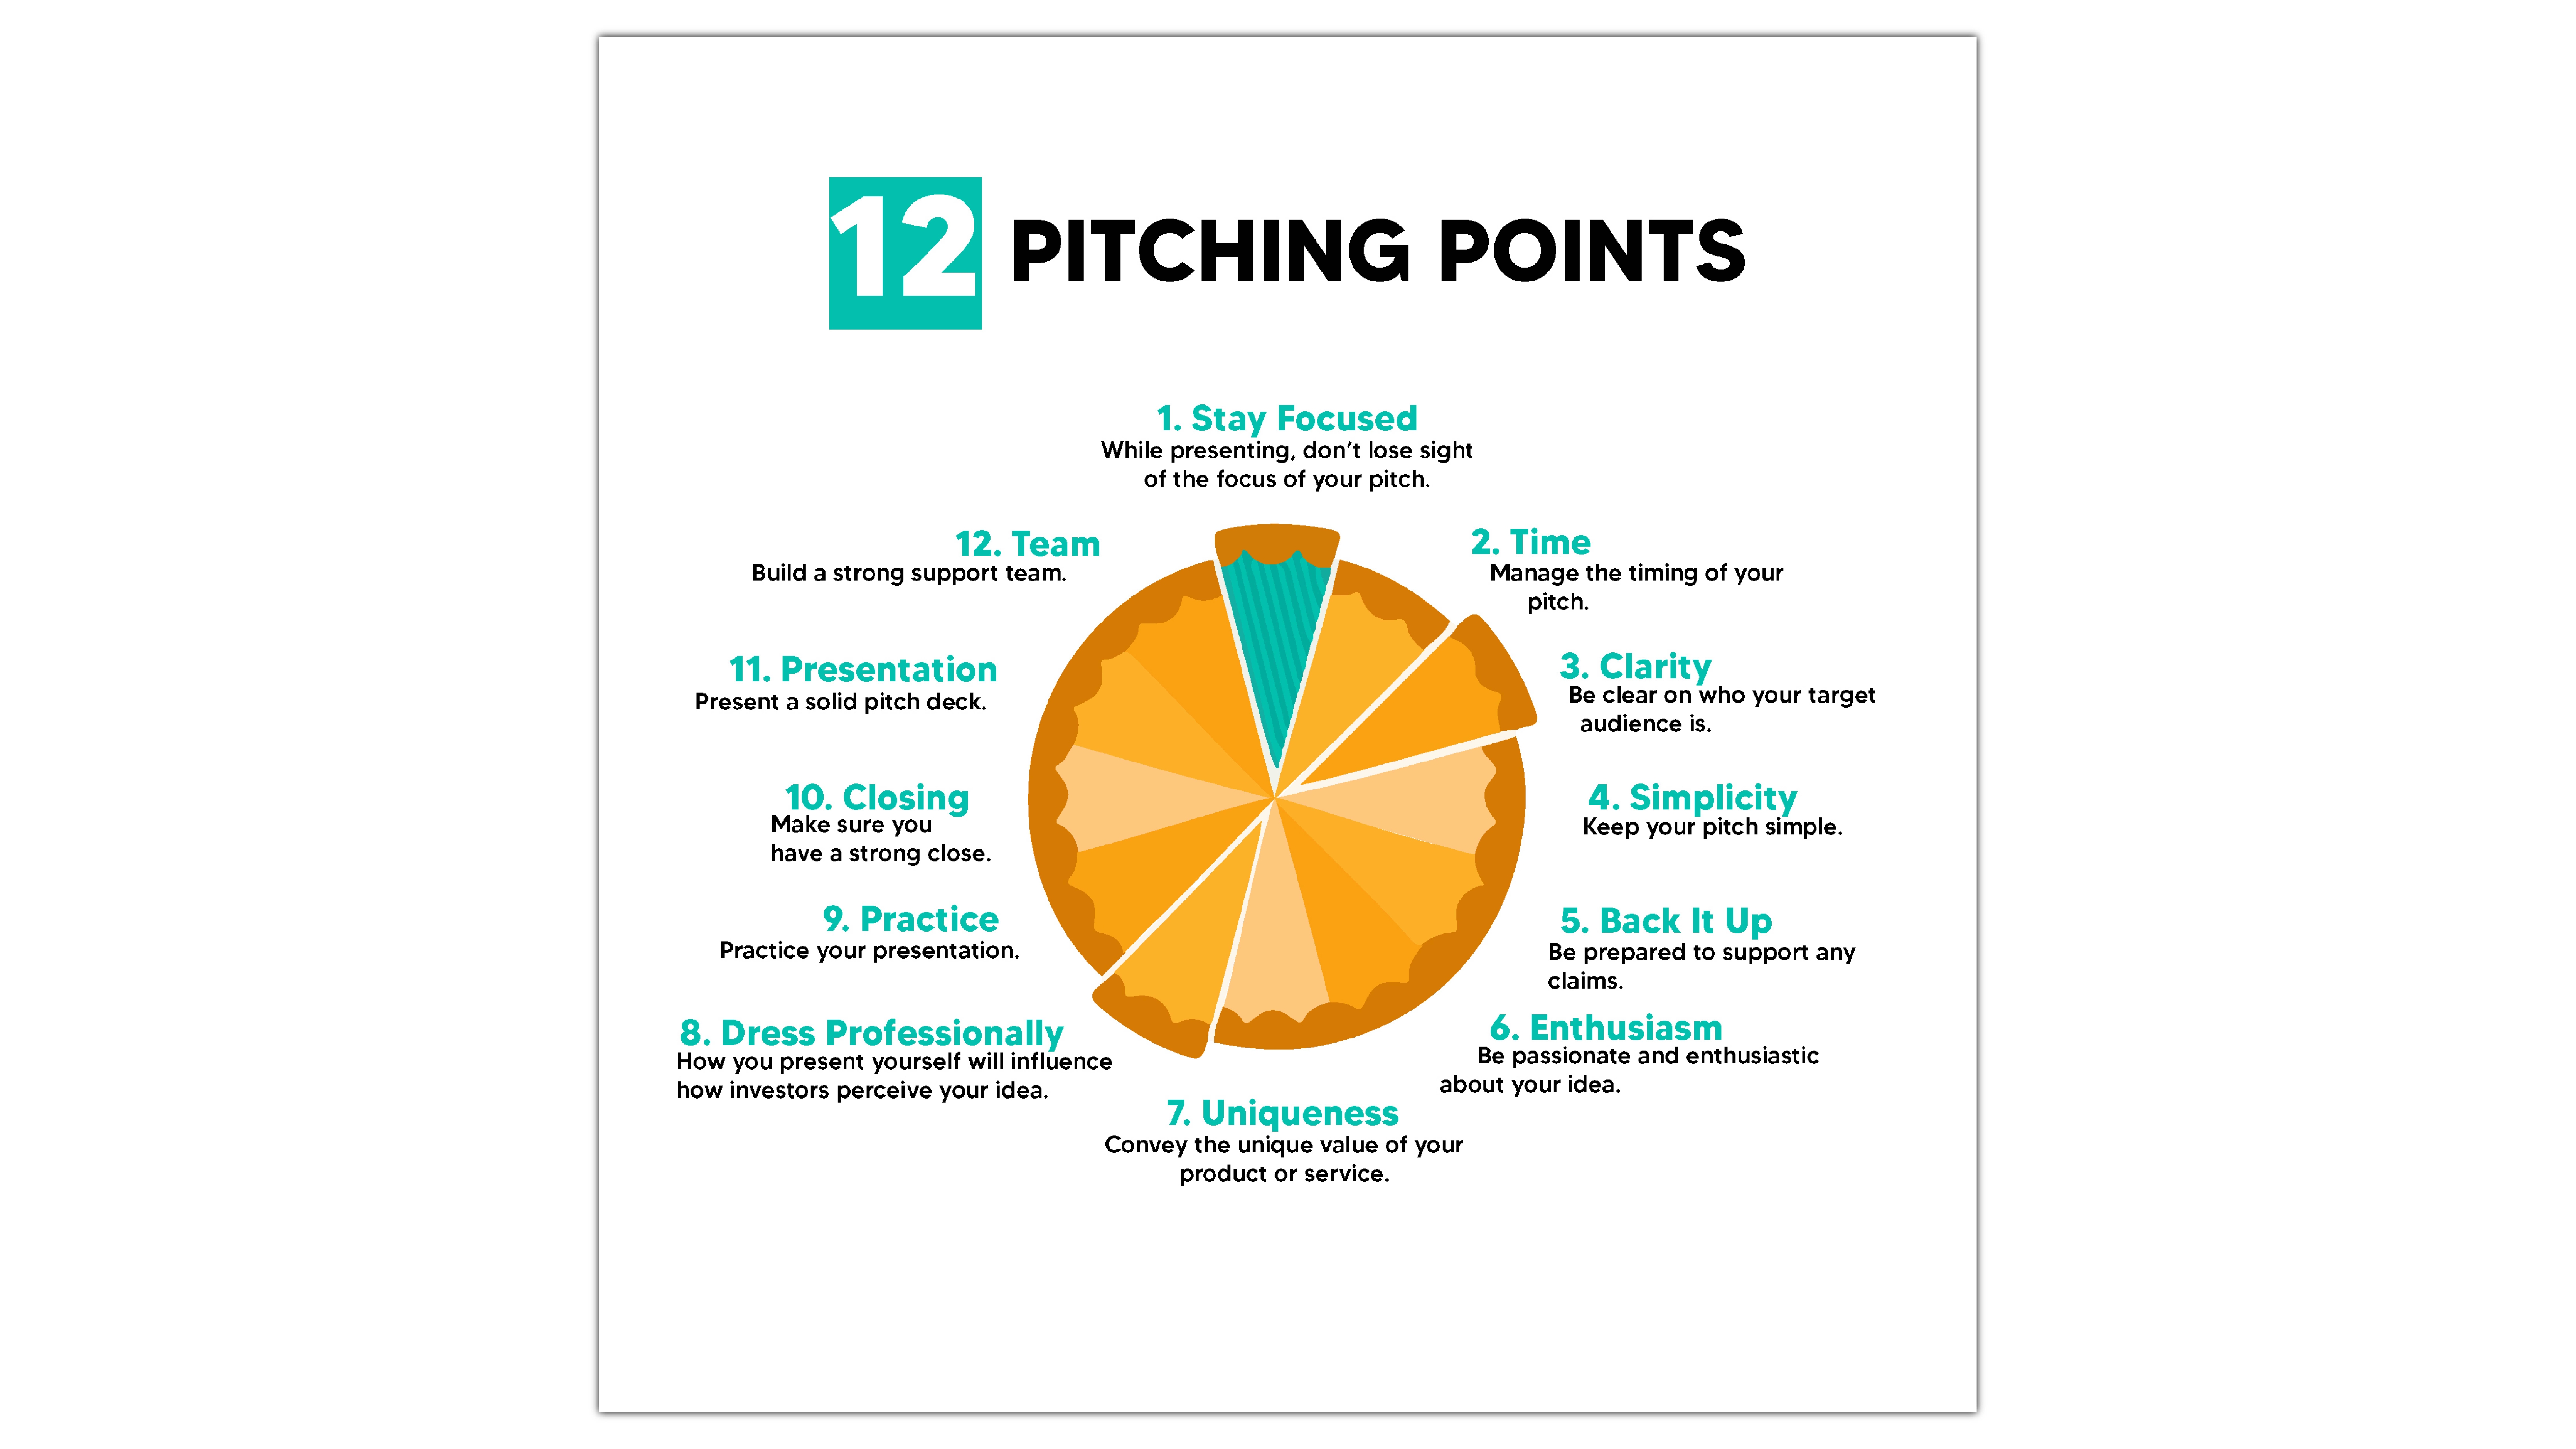 12 PITCHING POINTS
1. Stay Focused
While presenting, don't lose sight
of the focus of your pitch.
2. Time
Manage the timing of your
pitch.
3. Clarity
Be clear on who your target
audience is.
4. Simplicity
Keep your pitch simple.
5. Back It Up
Be prepared to support any
claims.
6. Enthusiasm
Be passionate and enthusiastic
about your idea.
7. Uniqueness
Convey the unique value of your
product or service.
8. Dress Professionally
How you present yourself will influence
how investors perceive your idea.
9. Practice
Practice your presentation.
10. Closing
Make sure you
have a strong close.
11. Presentation
Present a solid pitch deck.
12. Team
Build a strong support team.